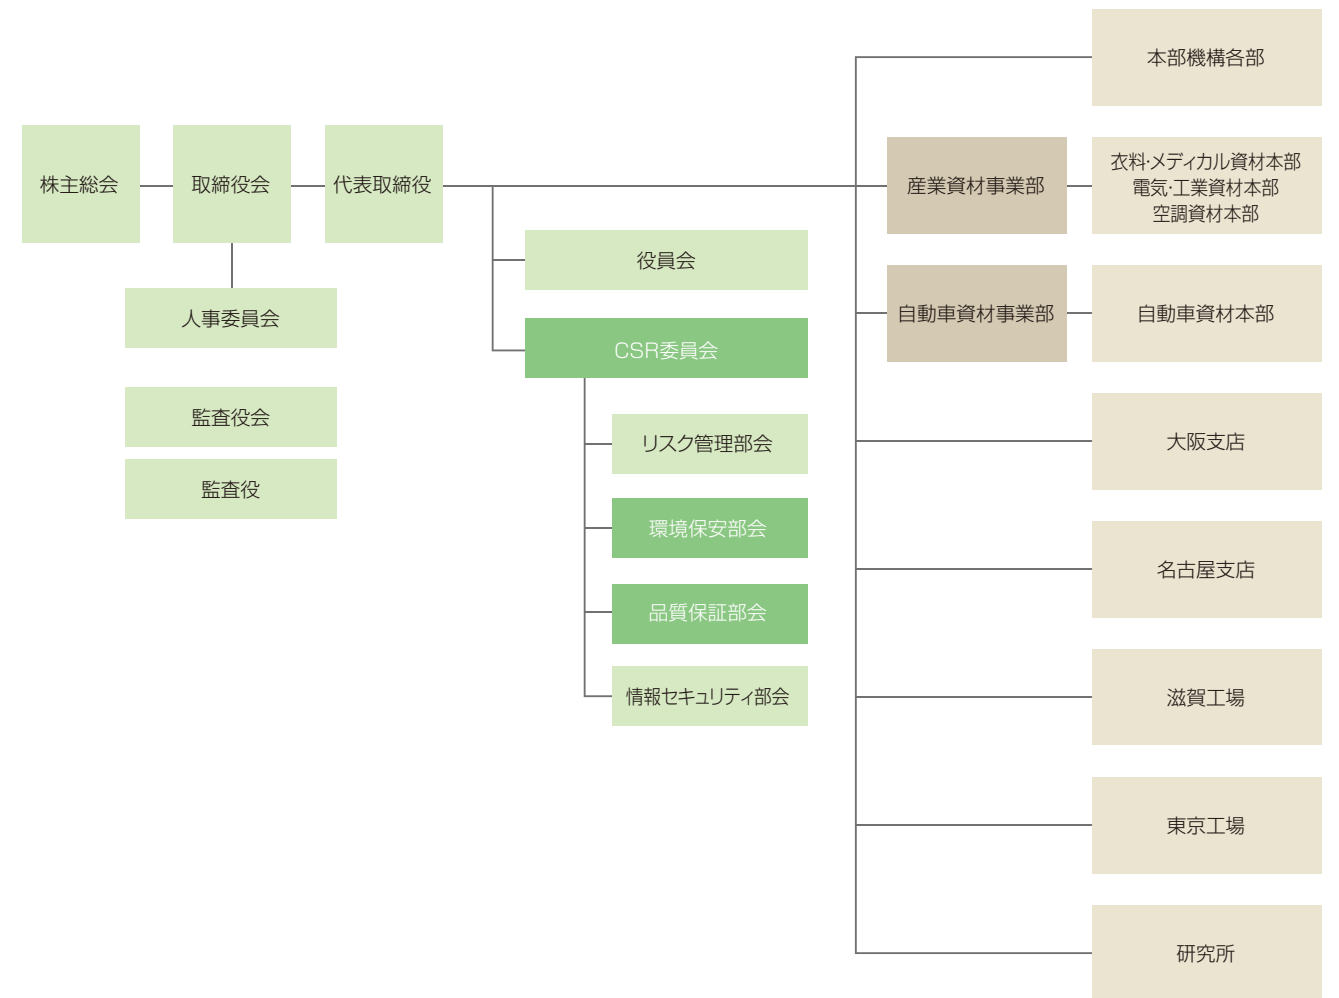 株主総会
取締役会
代表取締役
人事委員会
監査役会
監査役
役員会
CSR委員会
リスク管理部会
環境保安部会
品質保証部会
情報セキュリティ部会
本部機構各部
産業資材事業部
衣料・メディカル資材本部
電気・工業資材本部
空調資材本部
自動車資材事業部
自動車資材本部
大阪支店
名古屋支店
滋賀工場
東京工場
研究所